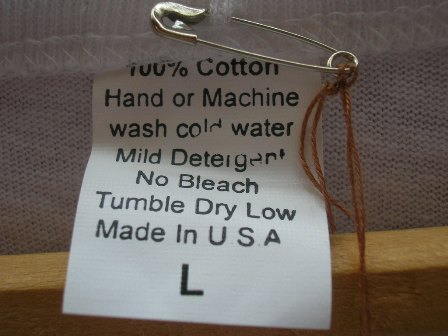 100% Cotton
Hand or Machine
wash cold water
Mild Detergent
No Bleach
Tumble Dry Low
Made In U S.A
L